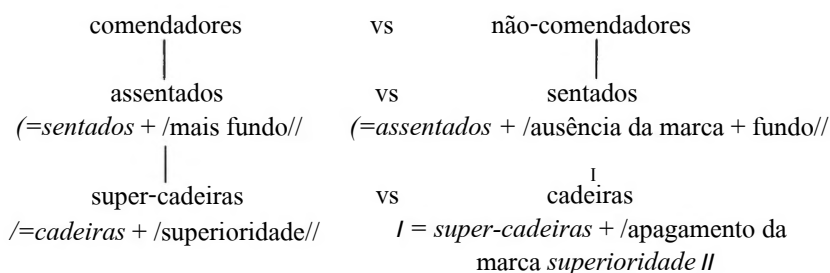 comendadores vs não-comendadores
assentados vs sentados
(=sentados + /mais fundo// (=assentados + /ausência da marca + fundo//
I
super-cadeiras vs cadeiras
/=cadeiras + /superioridade// I = super-cadeiras + /apagamento da
marca superioridade II